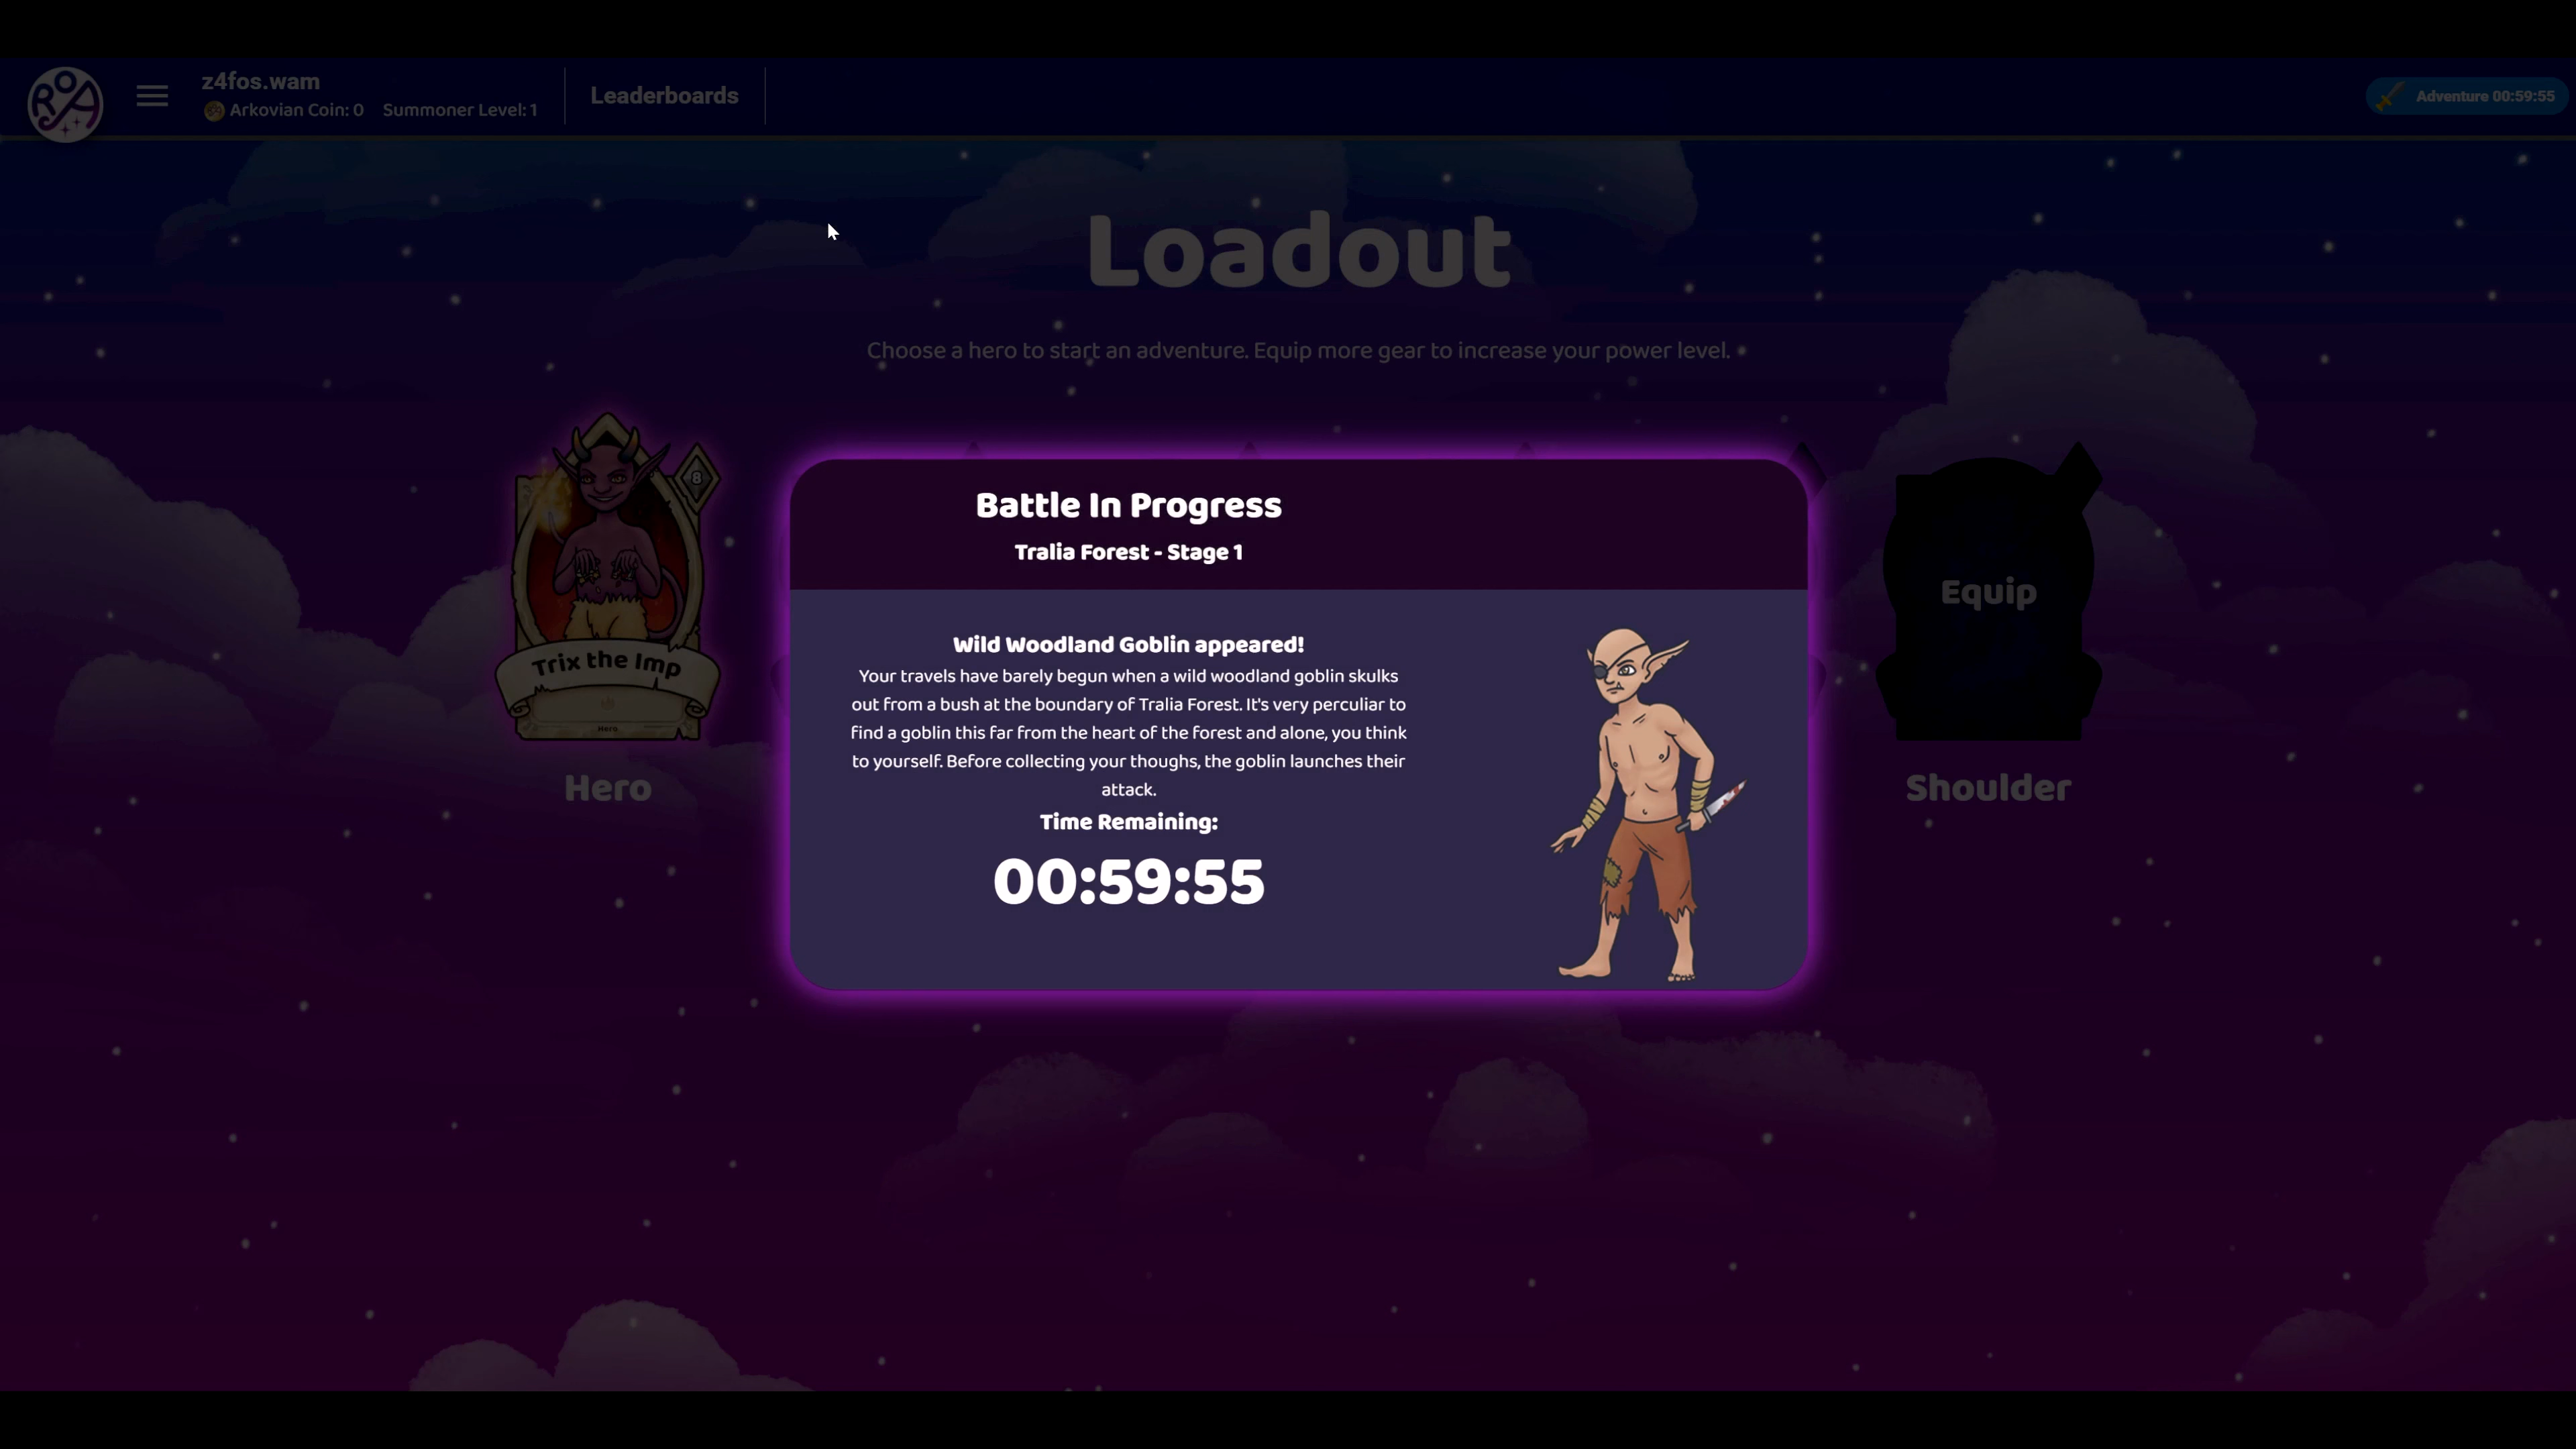 ROA
z4fos.wam
Arkovian Coin: 0 Summoner Level: 1
Leaderboards
Adventure 00:59:55
Loadout
Choose a hero to start an adventure. Equip more gear to increase your power level.
8
Trix the Imp
Hero
Hero
Battle In Progress
Tralia Forest - Stage 1
Wild Woodland Goblin appeared!
Your travels have barely begun when a wild woodland goblin skulks
out from a bush at the boundary of Tralia Forest. It's very perculiar to
find a goblin this far from the heart of the forest and alone, you think
to yourself. Before collecting your thoughs, the goblin launches their
attack.
Time Remaining:
00:59:55
Equip
Shoulder